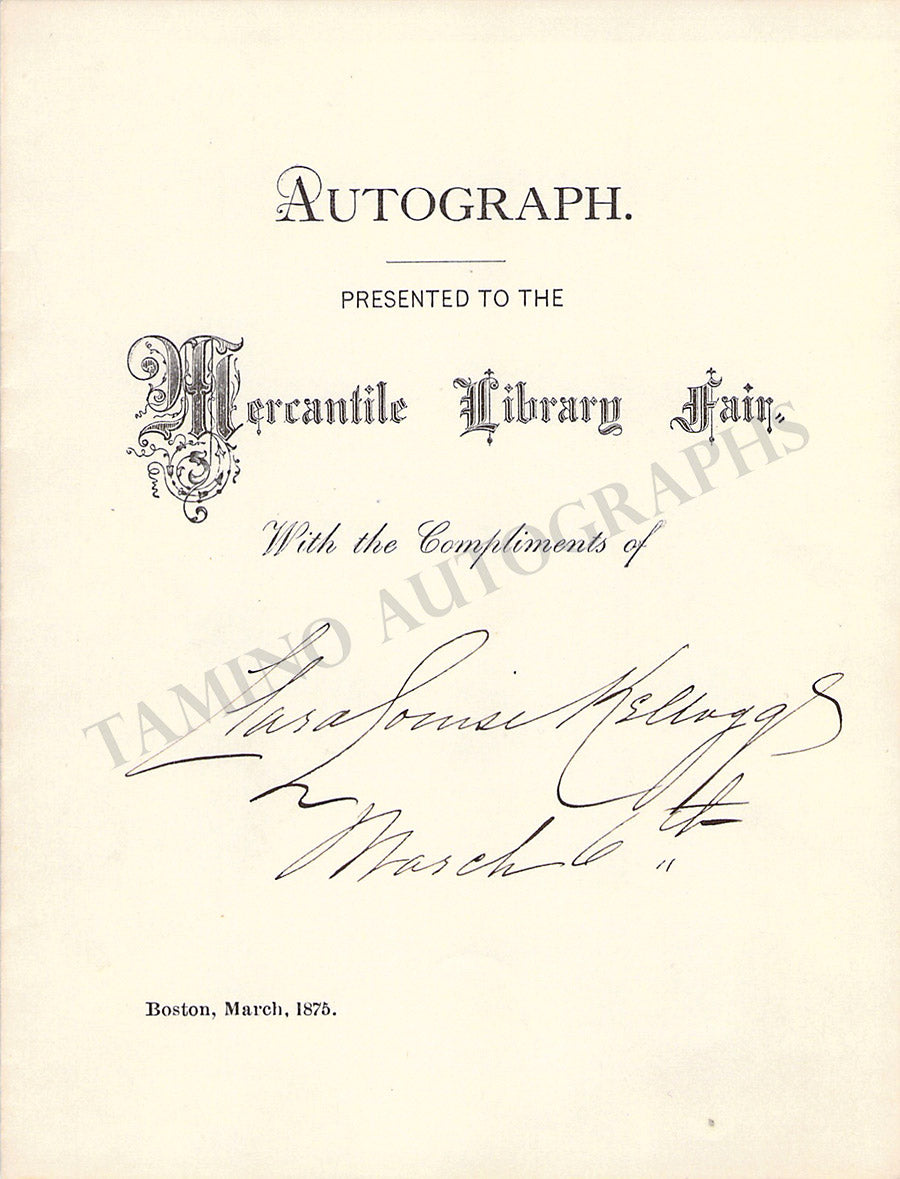 AUTOGRAPH.
PRESENTED TO THE
Mercantile Library Fair.
With the Compliments of
TAMINO AUTOGRAPHS
Clara Louise Kellogg
March 6th
Boston, March, 1875.